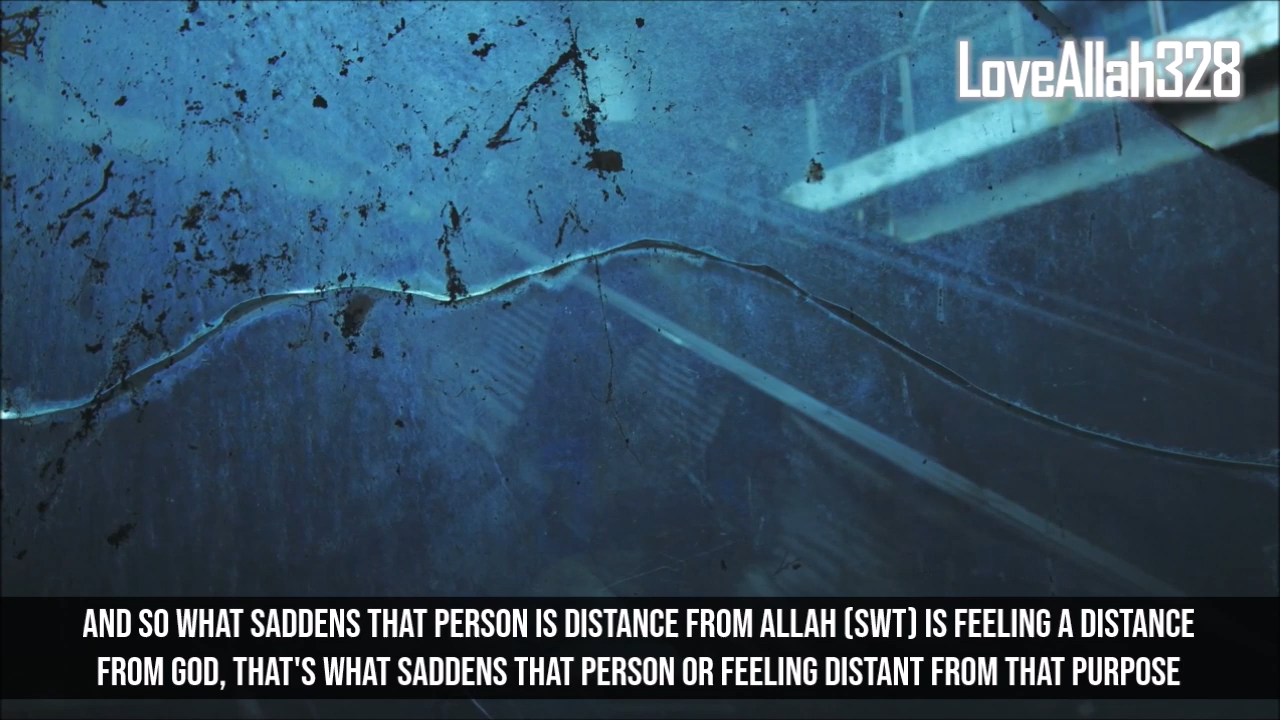 LoveAllah328
AND SO WHAT SADDENS THAT PERSON IS DISTANCE FROM ALLAH (SWT) IS FEELING A DISTANCE
FROM GOD, THAT'S WHAT SADDENS THAT PERSON OR FEELING DISTANT FROM THAT PURPOSE